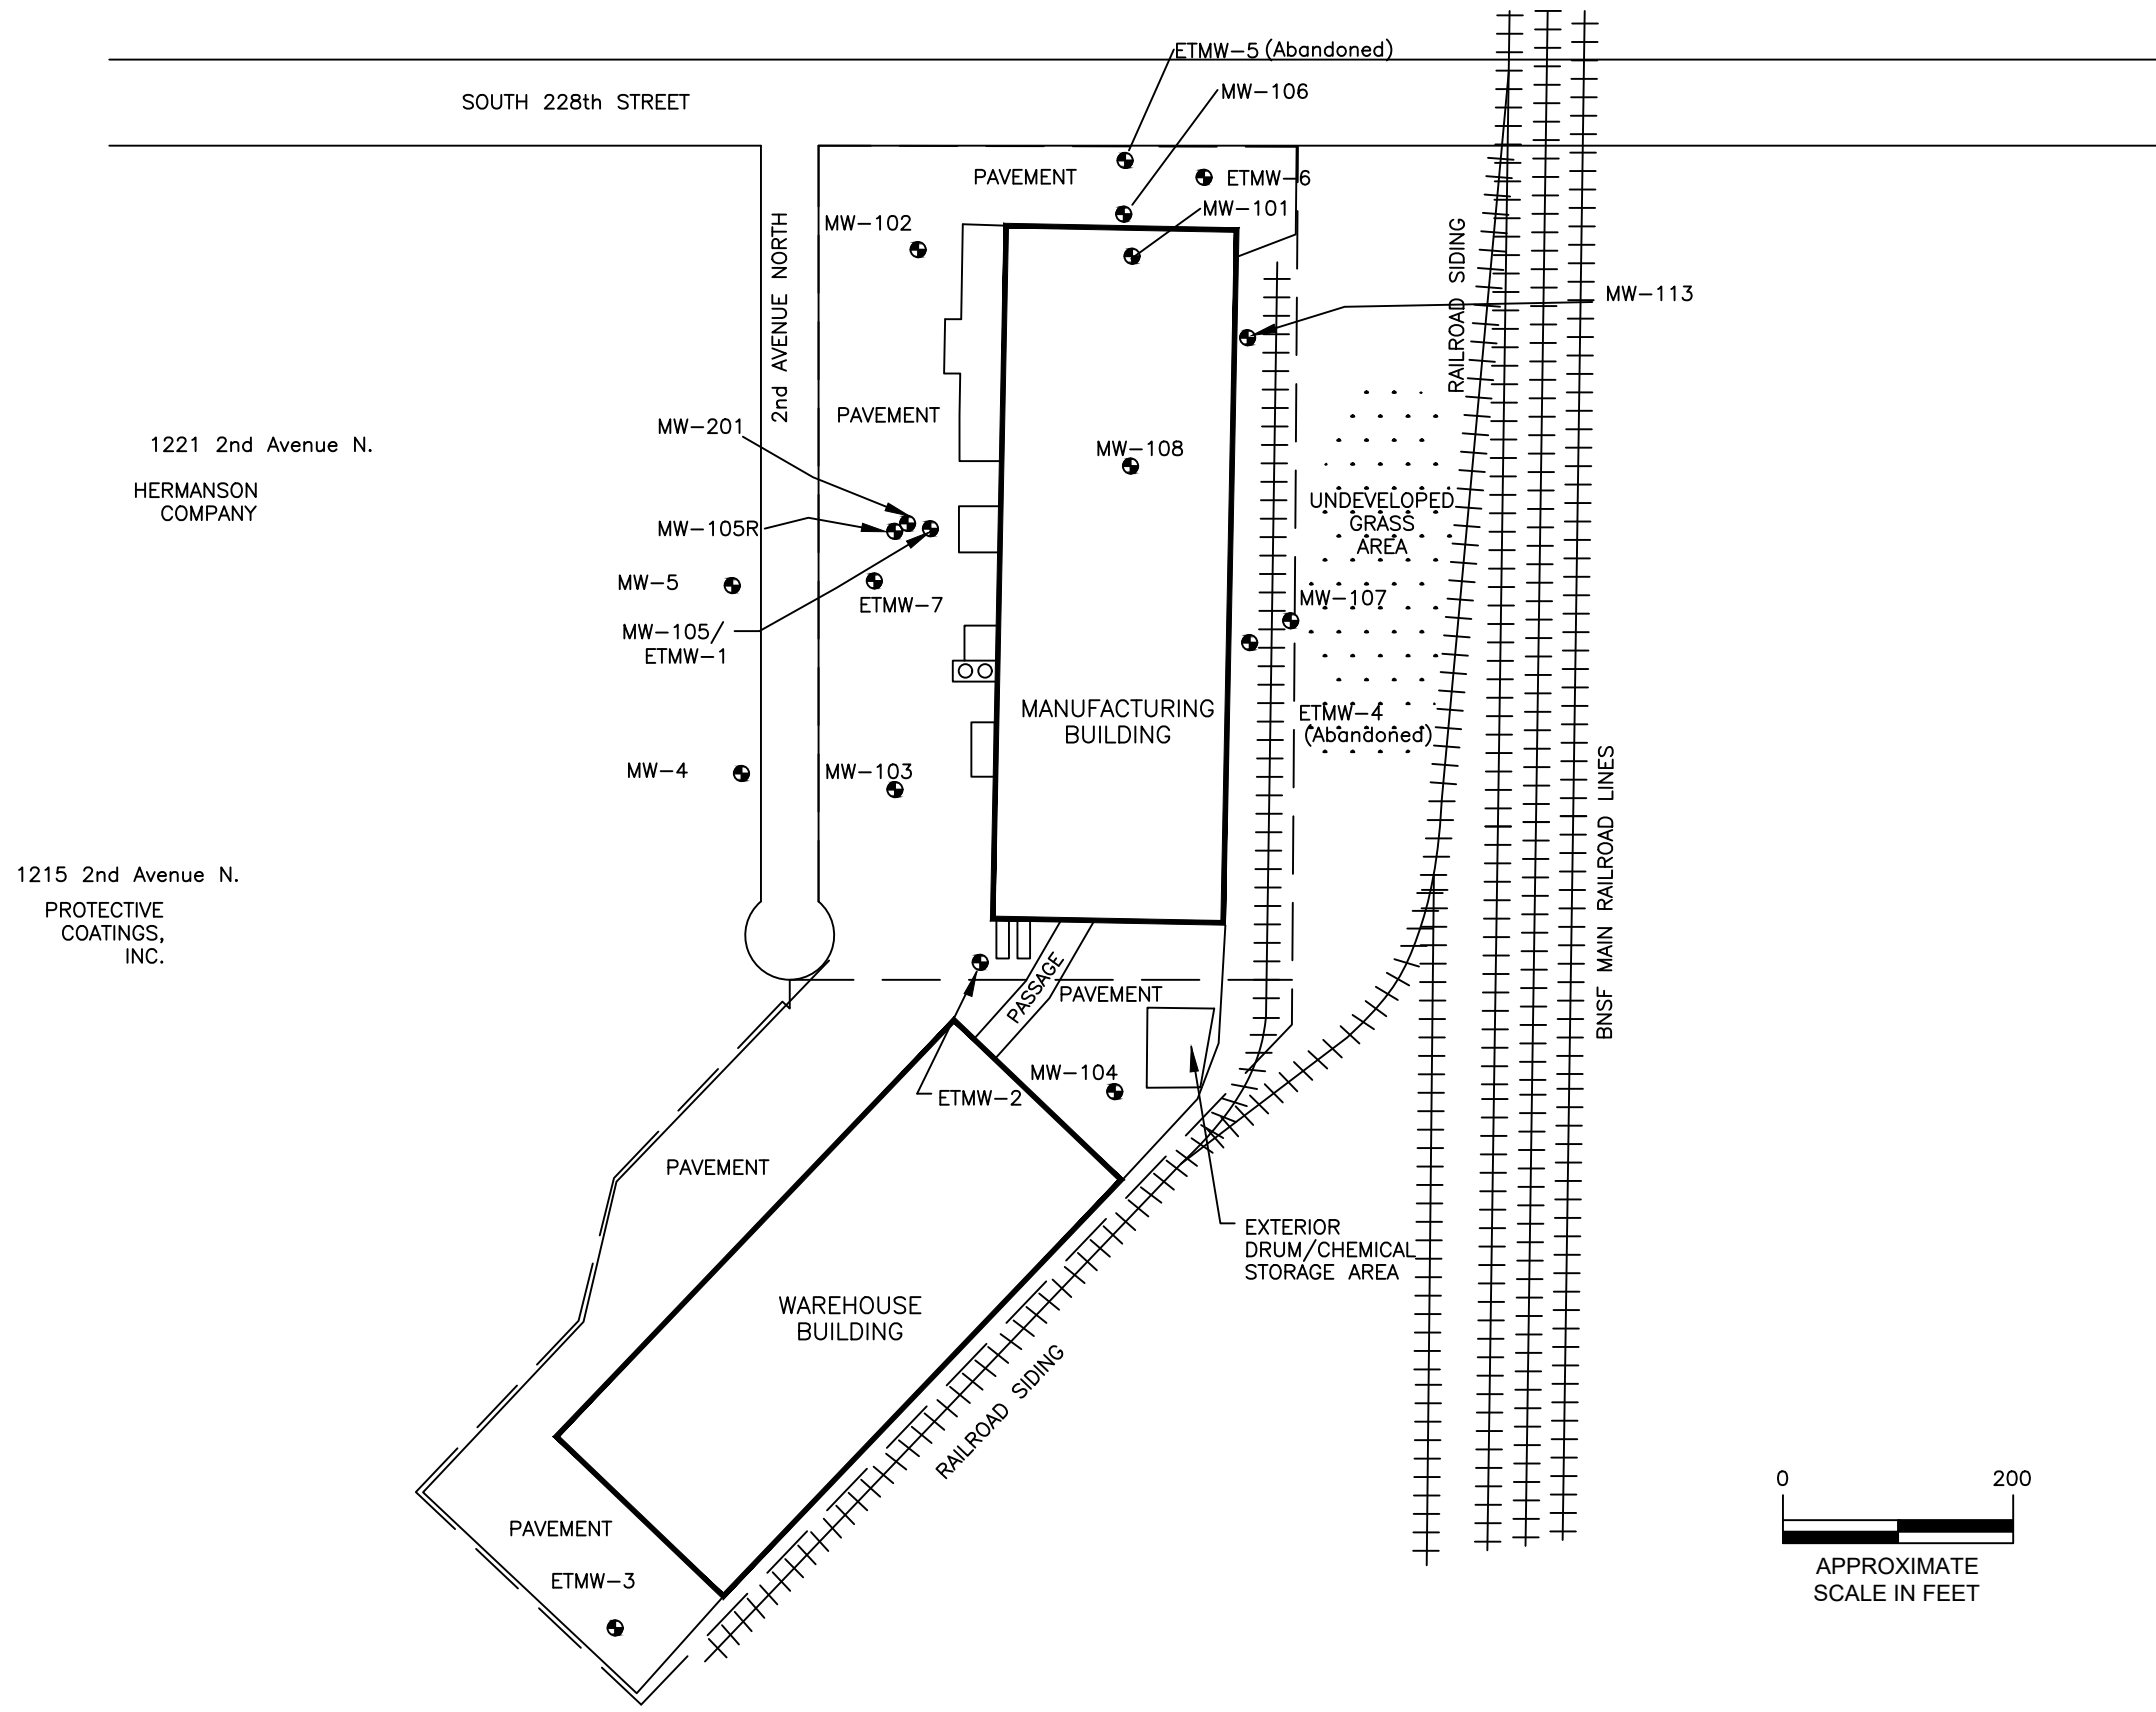 ETMW-5 (Abandoned)
SOUTH 228th STREET
MW-106
PAVEMENT
ETMW-6
MW-101
MW-102
2nd AVENUE NORTH
RAILROAD SIDING
MW-113
PAVEMENT
MW-201
1221 2nd Avenue N.
HERMANSON
COMPANY
MW-108
UNDEVELOPED
GRASS
AREA
MW-105R
MW-5
ETMW-7
MW-107
MW-105/
ETMW-1
MANUFACTURING
BUILDING
ETMW-4
(Abandoned)
MW-4
MW-103
BNSF MAIN RAILROAD LINES
1215 2nd Avenue N.
PROTECTIVE
COATINGS,
INC.
PASSAGE
PAVEMENT
MW-104
ETMW-2
PAVEMENT
EXTERIOR
DRUM/CHEMICAL
STORAGE AREA
WAREHOUSE
BUILDING
RAILROAD SIDING
PAVEMENT
ETMW-3
0 200
APPROXIMATE
SCALE IN FEET